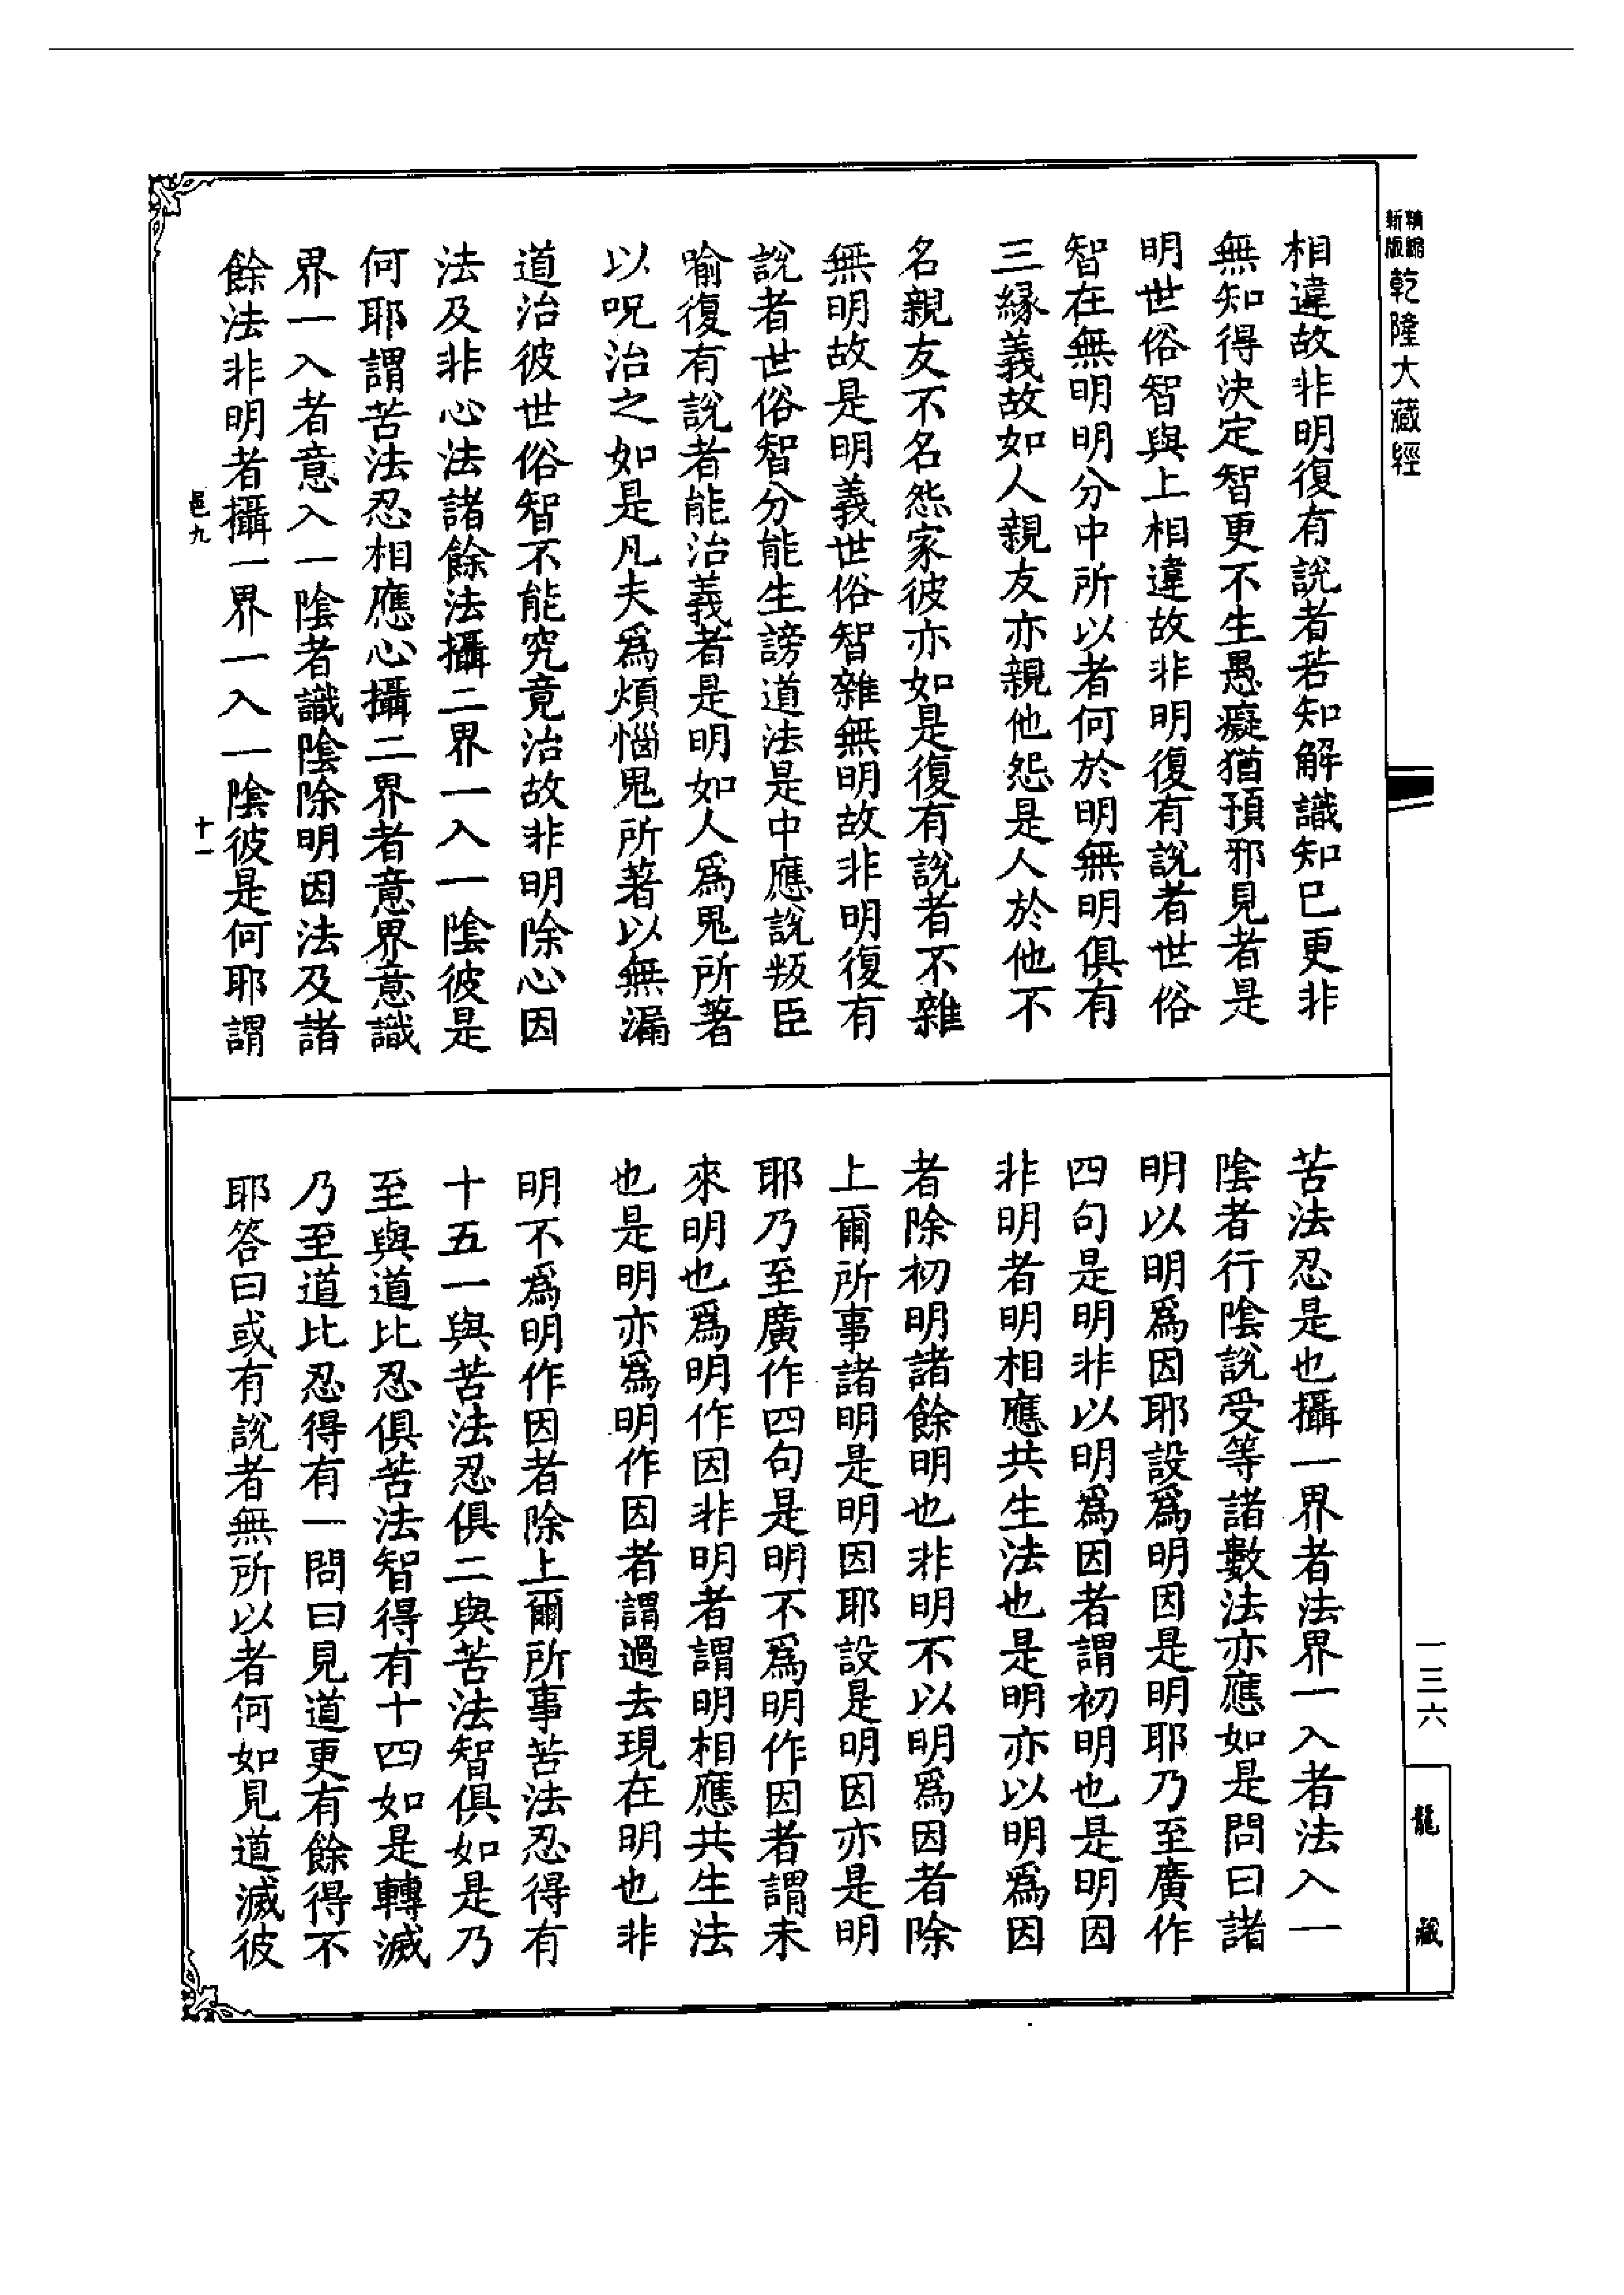 精縮新版乾隆大藏經
相違故非明復有說者若知解識知已更非
無知得決定智更不生愚癡猶預邪見者是
明世俗智與上相違故非明復有說者世俗
智在無明明分中所以者何於明無明俱有
三緣義故如人親友亦親他怨是人於他不
名親友不名怨家彼亦如是復有說者不雜
無明故是明義世俗智雜無明故非明復有
說者世俗智分能生謗道法是中應說叛臣
喻復有說者能治義者是明如人為鬼所著
以呪治之如是凡夫為煩惱鬼所著以無漏
道治彼世俗智不能究竟治故非明除心因
法及非心法諸餘法攝二界一入一陰彼是
何耶謂苦法忍相應心攝二界者意界意識
界一入者意入一陰者識陰除明因法及諸
餘法非明者攝一界一入一陰彼是何耶謂
邑九
十一
苦法忍是也攝一界者法界一入者法入一
陰者行陰說受等諸數法亦應如是問曰諸
明以明為因耶設為明因是明耶乃至廣作
四句是明非以明為因者謂初明也是明因
非明者明相應共生法也是明亦以明為因
者除初明諸餘明也非明不以明為因者除
上爾所事諸明是明因耶設是明因亦是明
耶乃至廣作四句是明不為明作因者謂未
來明也為明作因非明者謂明相應共生法
也是明亦為明作因者謂過去現在明也非
明不為明作因者除上爾所事苦法忍得有
十五一與苦法忍俱二與苦法智俱如是乃
至與道比忍俱苦法智得有十四如是轉滅
乃至道比忍得有一問曰見道更有餘得不
耶答曰或有說者無所以者何如見道滅彼
一三六
龍藏